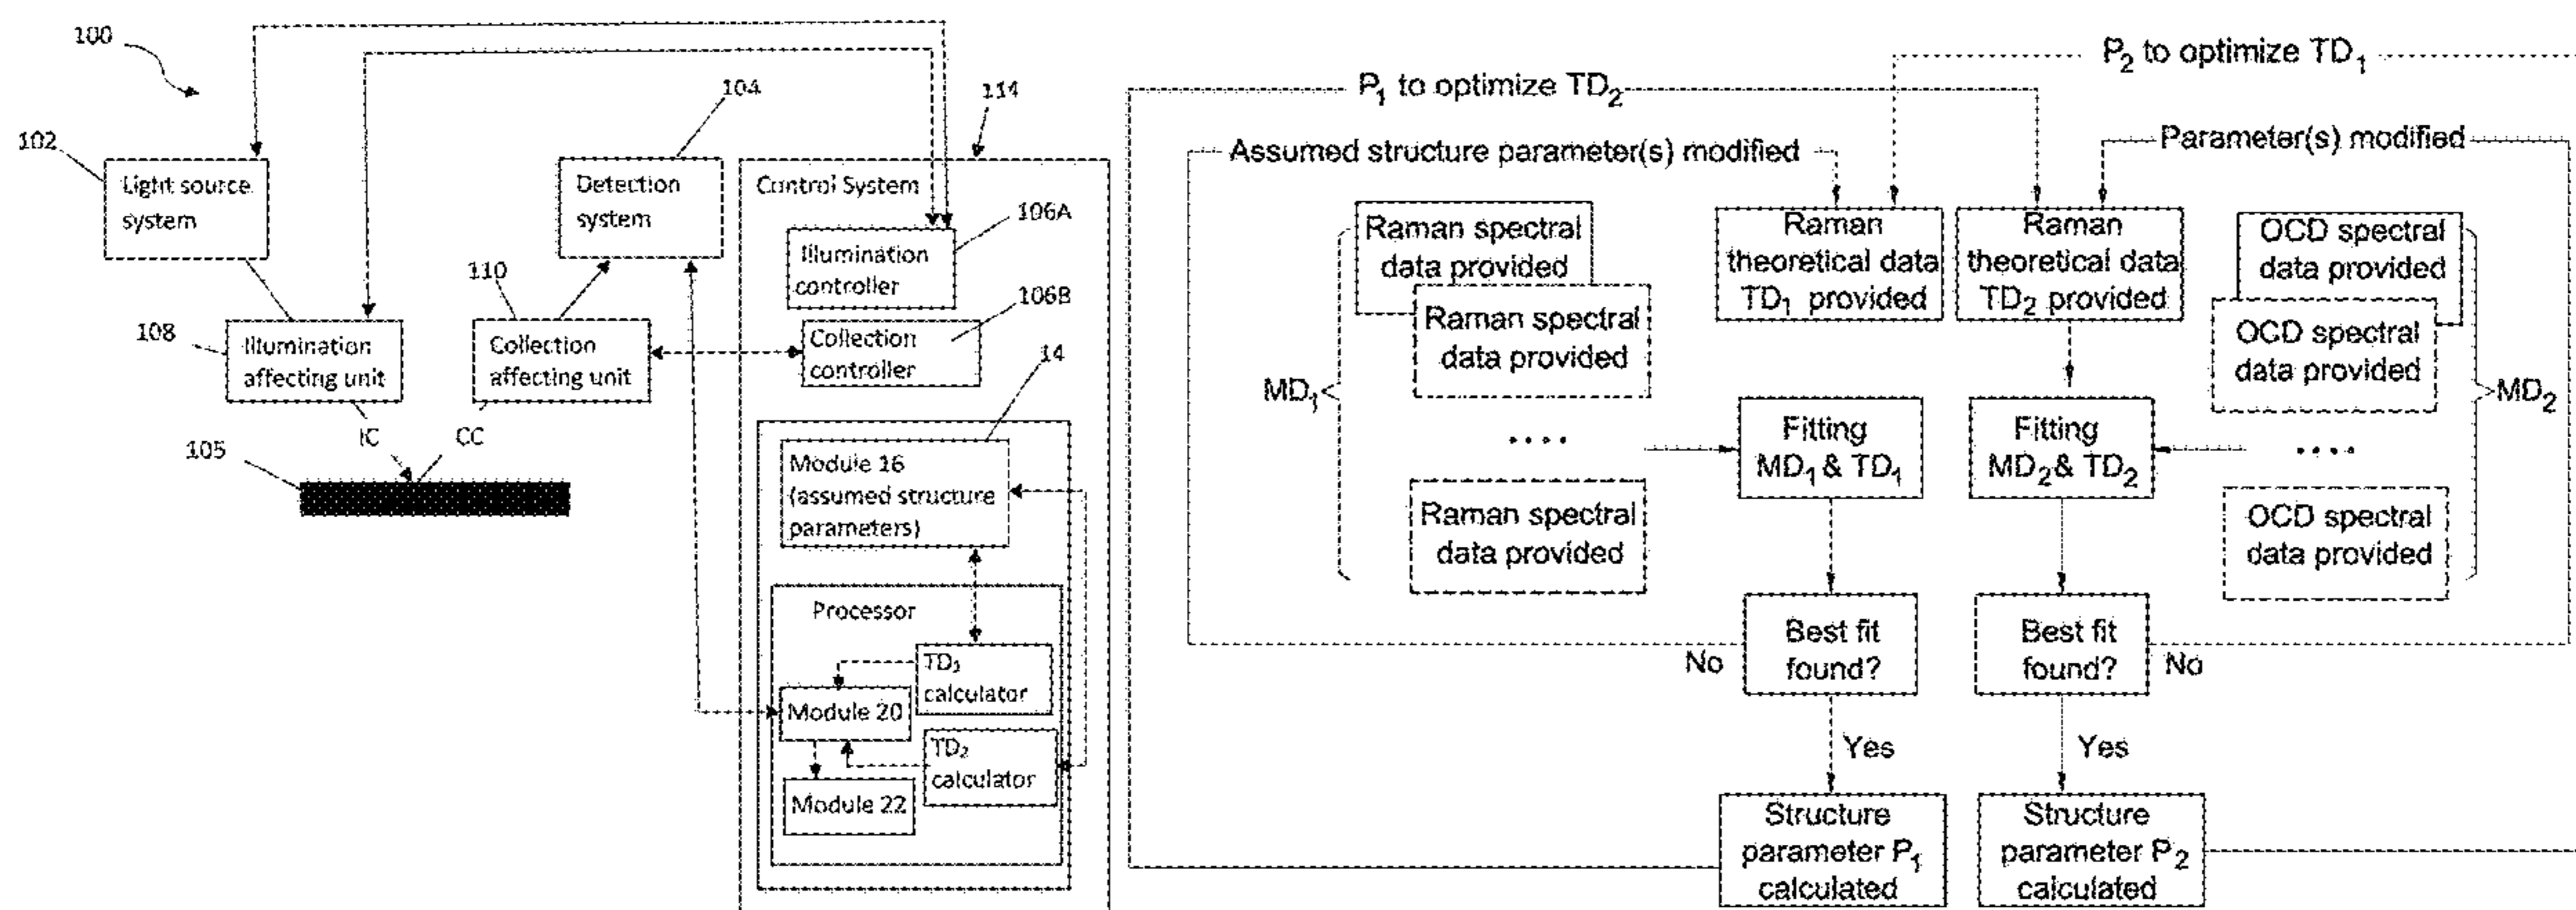 100
102
Light source
system
104
Detection
system
114
Control System
106A
Illumination
controller
106B
Collection
controller
110
Collection
affecting unit
108
Illumination
affecting unit
IC
CC
105
14
Module 16
(assumed structure
parameters)
Processor
TD1
calculator
Module 20
TD2
calculator
Module 22
P1 to optimize TD2
P2 to optimize TD1
Assumed structure parameter(s) modified
Parameter(s) modified
Raman spectral
data provided
Raman spectral
data provided
MD1
....
Raman spectral
data provided
Raman
theoretical data
TD1 provided
Raman
theoretical data
TD2 provided
OCD spectral
data provided
OCD spectral
data provided
MD2
....
OCD spectral
data provided
Fitting
MD1 & TD1
Fitting
MD2 & TD2
Best fit
found?
No
Best fit
found?
No
Yes
Yes
Structure
parameter P1
calculated
Structure
parameter P2
calculated